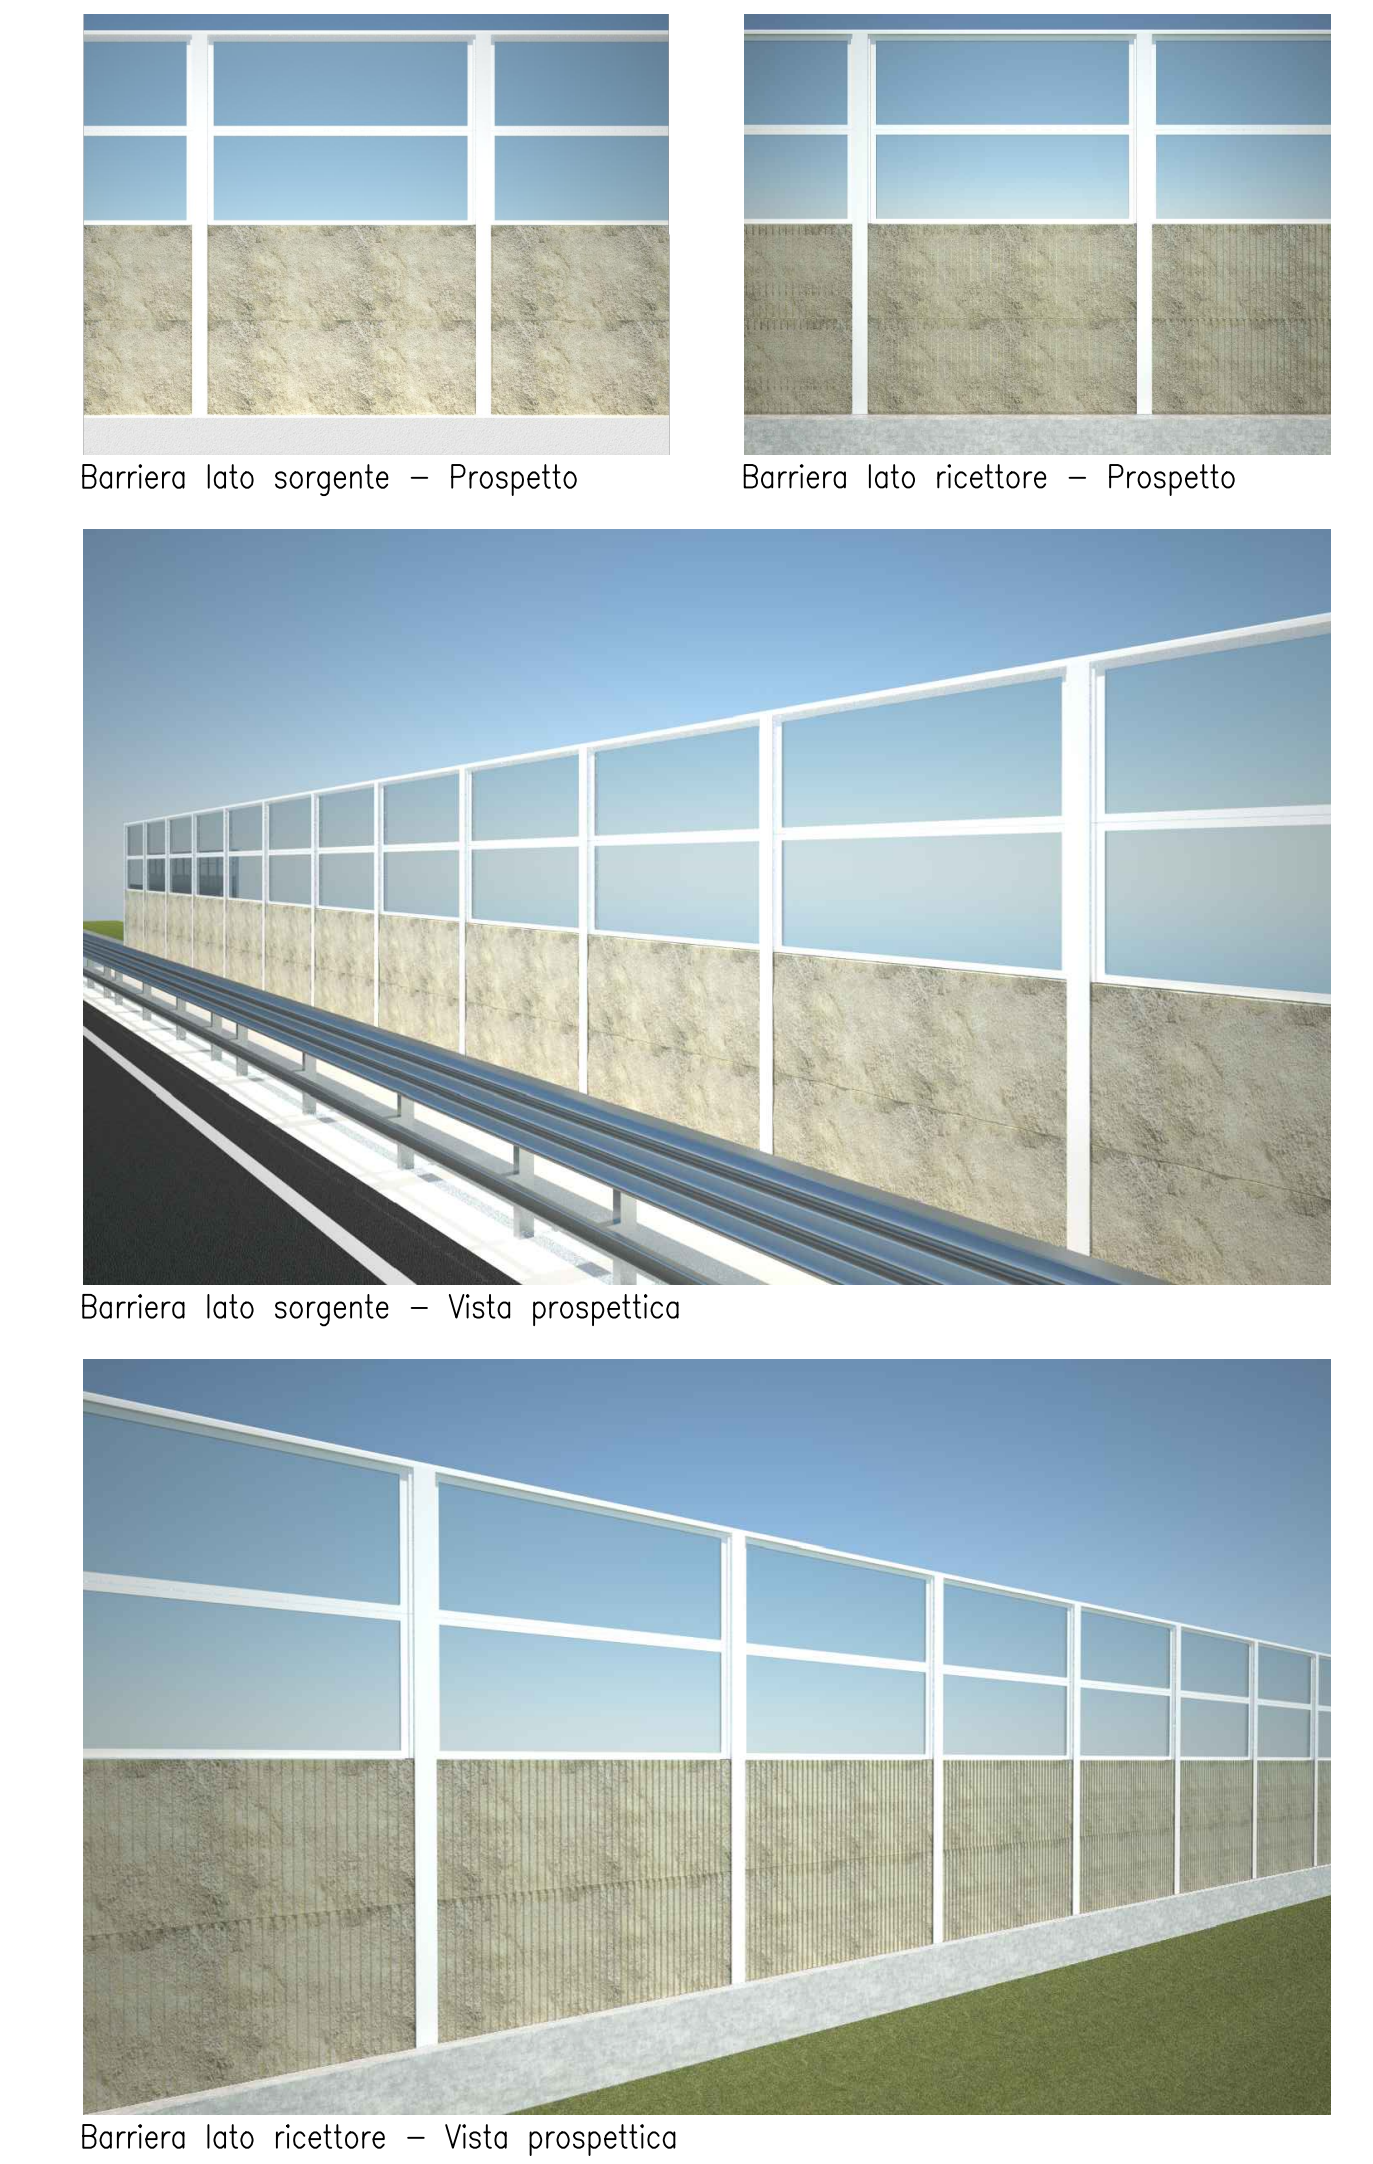 Barriera lato sorgente – Prospetto
Barriera lato ricettore – Prospetto
Barriera lato sorgente – Vista prospettica
Barriera lato ricettore – Vista prospettica